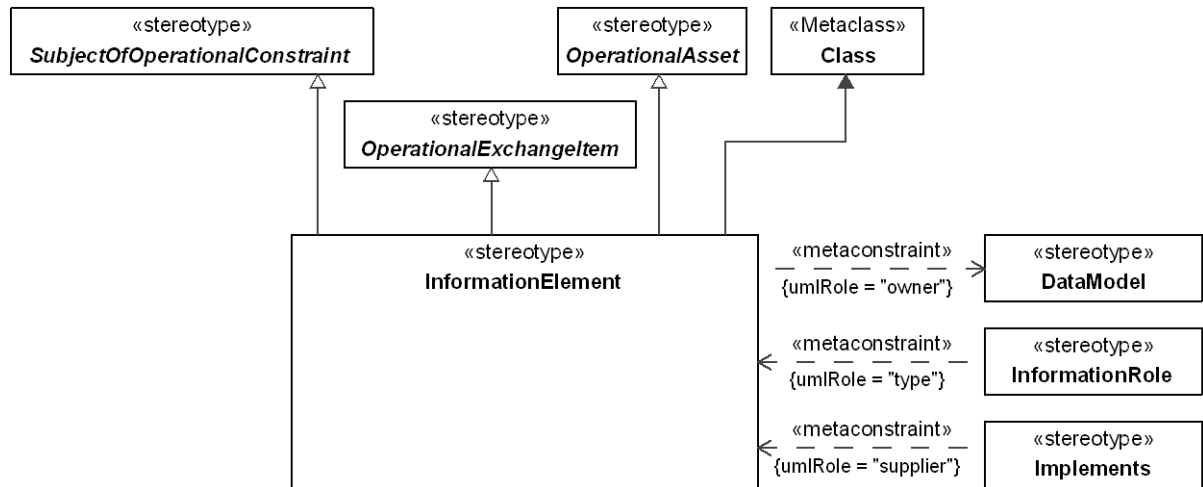 «stereotype»
SubjectOfOperationalConstraint
«stereotype»
OperationalAsset
«Metaclass»
Class
«stereotype»
OperationalExchangeItem
«stereotype»
InformationElement
«metaconstraint»
{umlRole = "owner"}
«stereotype»
DataModel
«metaconstraint»
{umlRole = "type"}
«stereotype»
InformationRole
«metaconstraint»
{umlRole = "supplier"}
«stereotype»
Implements